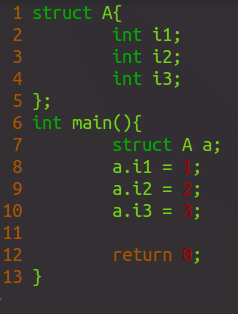 1 struct A{
2         int i1;
3         int i2;
4         int i3;
5 };
6 int main(){
7         struct A a;
8         a.i1 = 1;
9         a.i2 = 2;
10         a.i3 = 3;
11
12         return 0;
13 }